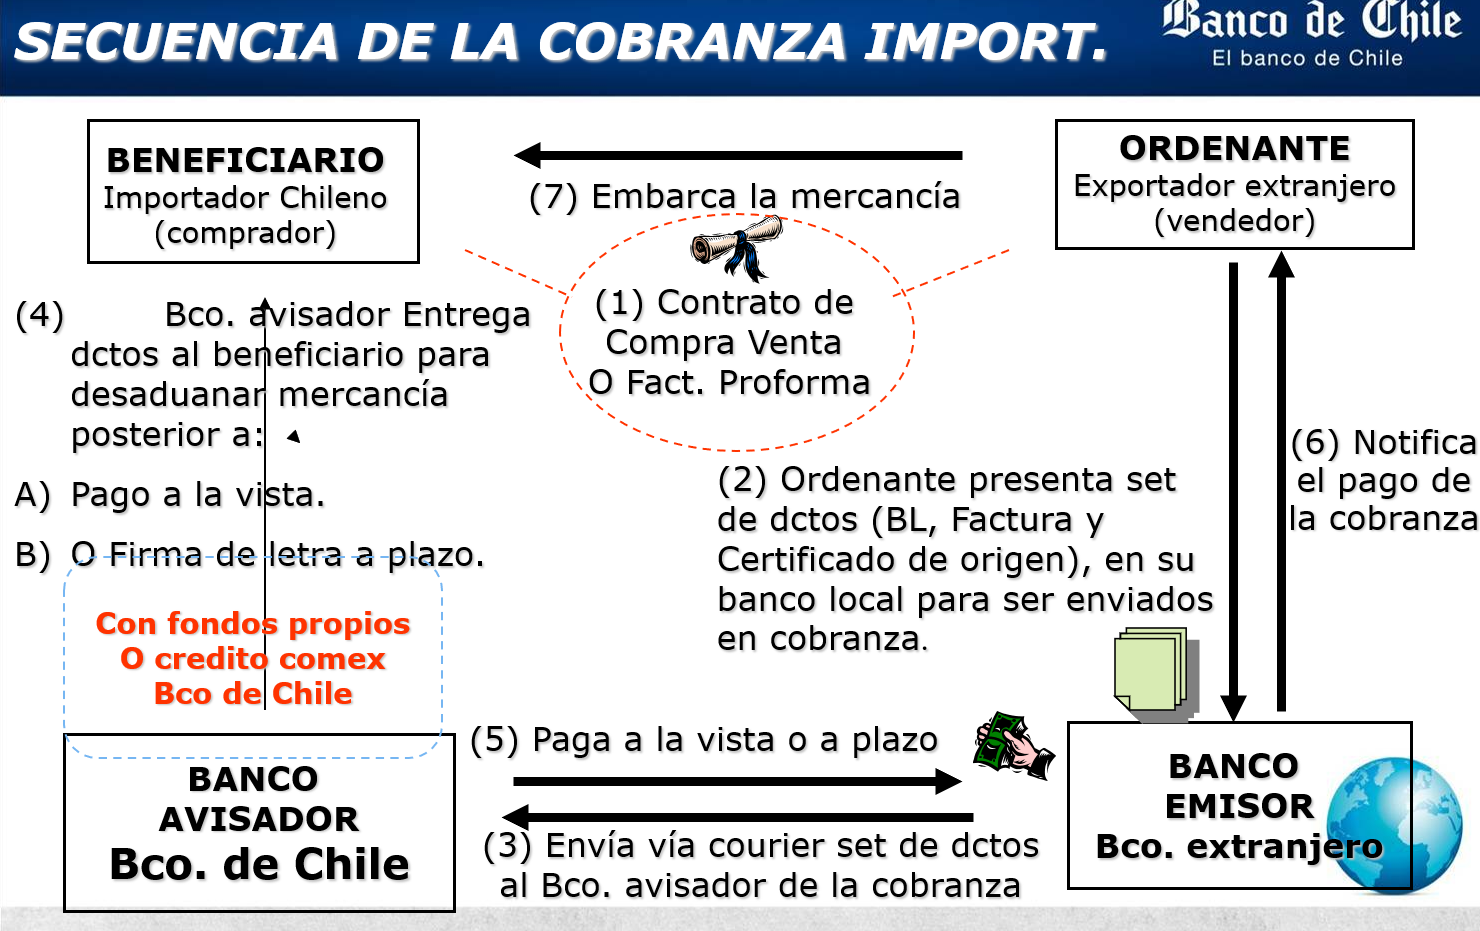 SECUENCIA DE LA COBRANZA IMPORT.
Banco de Chile
El banco de Chile
BENEFICIARIO
Importador Chileno
(comprador)
(7) Embarca la mercancía
ORDENANTE
Exportador extranjero
(vendedor)
(1) Contrato de
Compra Venta
O Fact. Proforma
(4) Bco. avisador Entrega
dctos al beneficiario para
desaduanar mercancía
posterior a:
A) Pago a la vista.
B) O Firma de letra a plazo.
Con fondos propios
O credito comex
Bco de Chile
(2) Ordenante presenta set
de dctos (BL, Factura y
Certificado de origen), en su
banco local para ser enviados
en cobranza.
(6) Notifica
el pago de
la cobranza
(5) Paga a la vista o a plazo
(3) Envía vía courier set de dctos
al Bco. avisador de la cobranza
BANCO
AVISADOR
Bco. de Chile
BANCO
EMISOR
Bco. extranjero